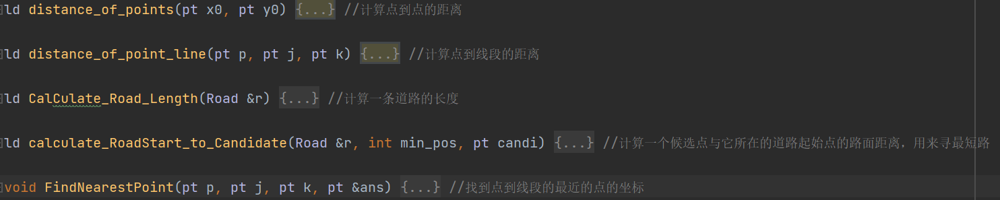 ld distance_of_points(pt x0, pt y0) {...} //计算点到点的距离
ld distance_of_point_line(pt p, pt j, pt k) {...} //计算点到线段的距离
ld CalCulate_Road_Length(Road &r) {...} //计算一条道路的长度
ld calculate_RoadStart_to_Candidate(Road &r, int min_pos, pt candi) {...} //计算一个候选点与它所在的道路起始点的路面距离，用来寻最短路
void FindNearestPoint(pt p, pt j, pt k, pt &ans) {...} //找到点到线段的最近的点的坐标